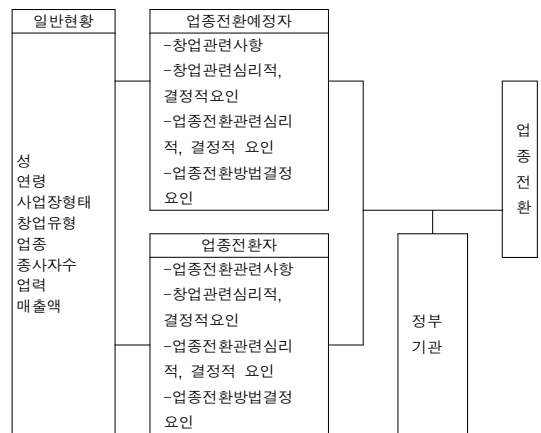 일반현황
성
연령
사업장형태
창업유형
업종
종사자수
업력
매출액
업종전환예정자
-창업관련사항
-창업관련심리적,
결정적요인
-업종전환관련심리
적, 결정적 요인
-업종전환방법결정
요인
업종전환자
-업종전환관련사항
-창업관련심리적,
결정적요인
-업종전환관련심리
적, 결정적 요인
-업종전환방법결정
요인
정부
기관
업
종
전
환